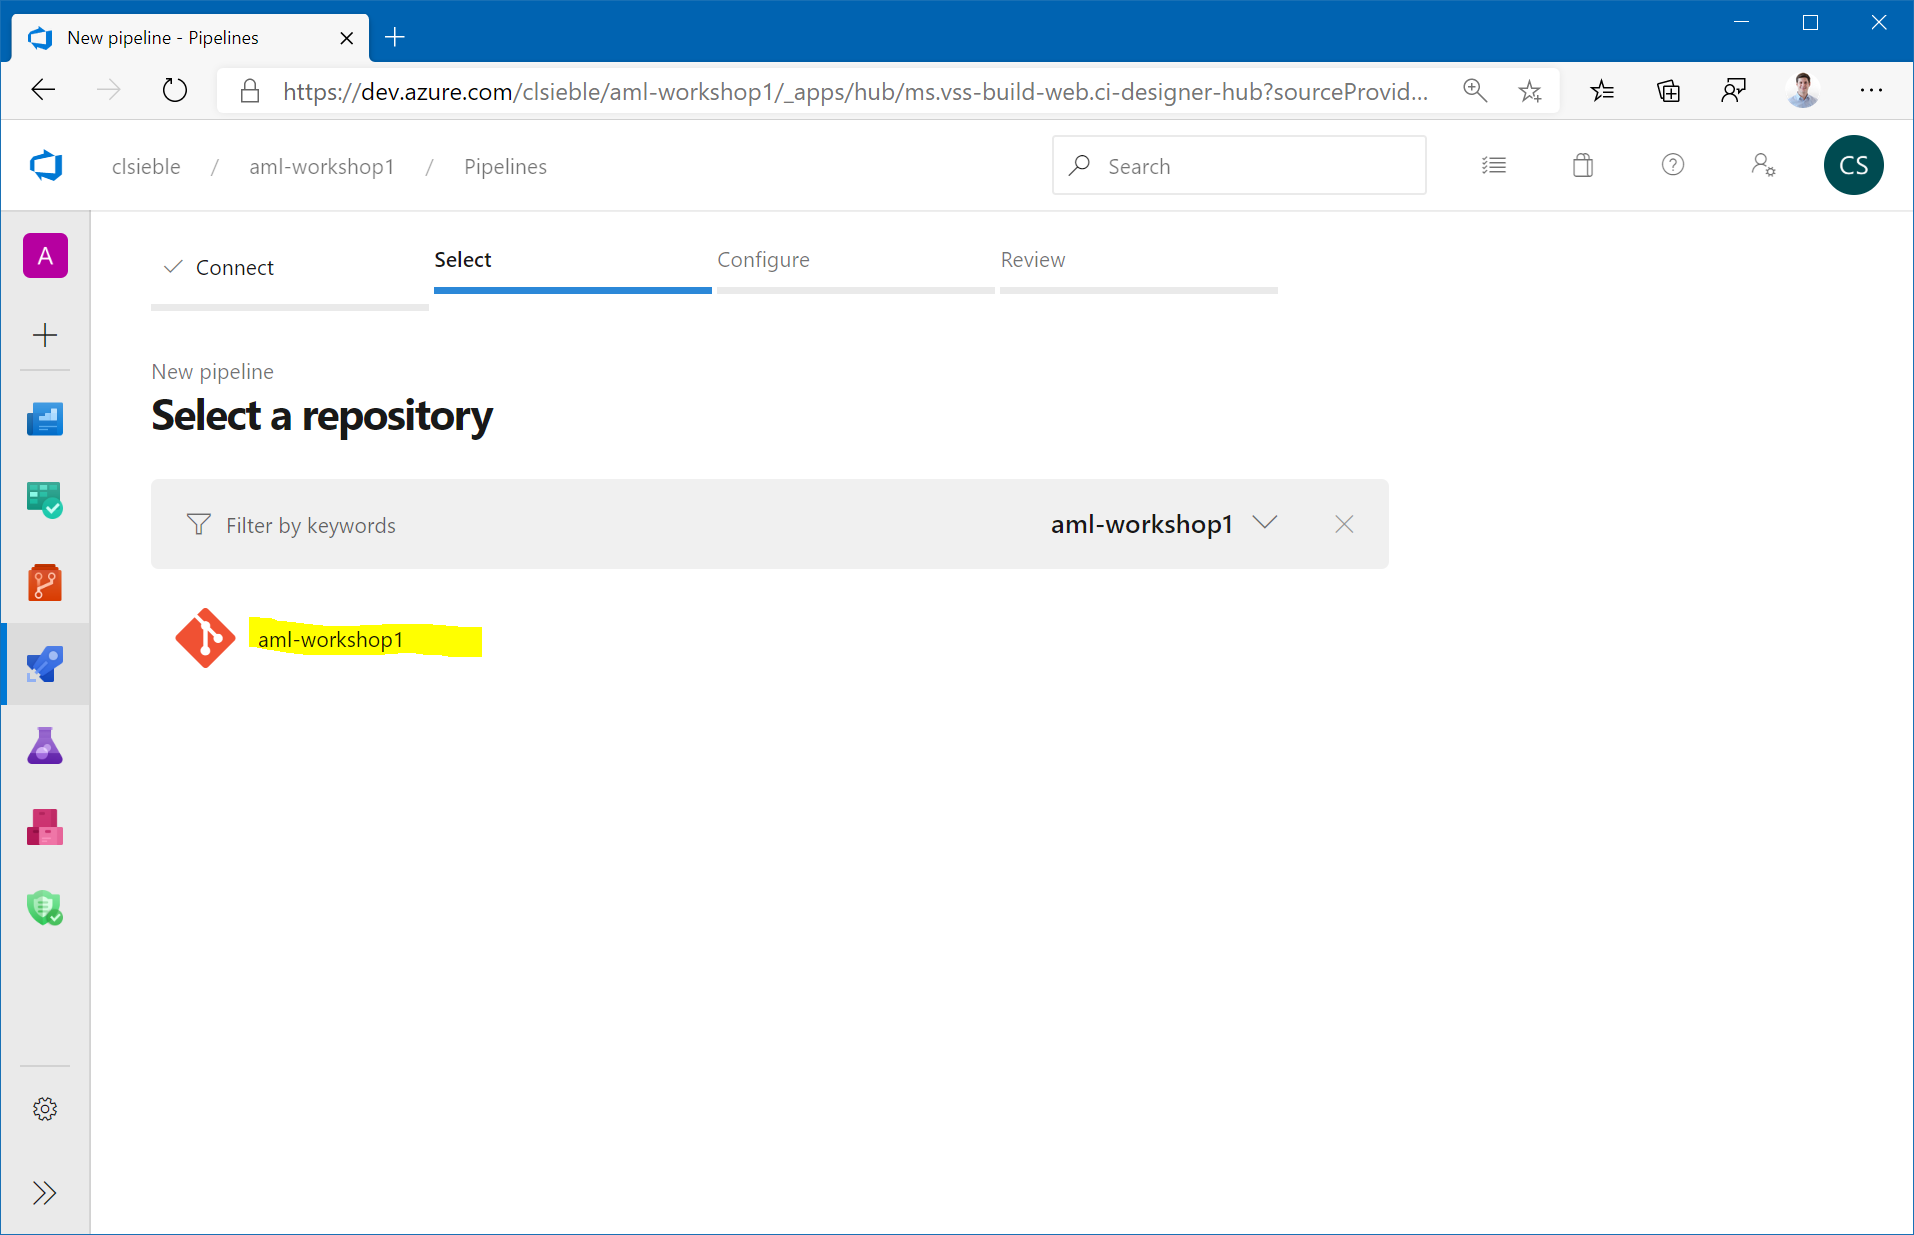 New pipeline - Pipelines
https://dev.azure.com/clsieble/aml-workshop1/_apps/hub/ms.vss-build-web.ci-designer-hub?sourceProvid...
clsieble / aml-workshop1 / Pipelines
Search
CS
A
Connect
Select
Configure
Review
New pipeline
Select a repository
Filter by keywords
aml-workshop1
aml-workshop1